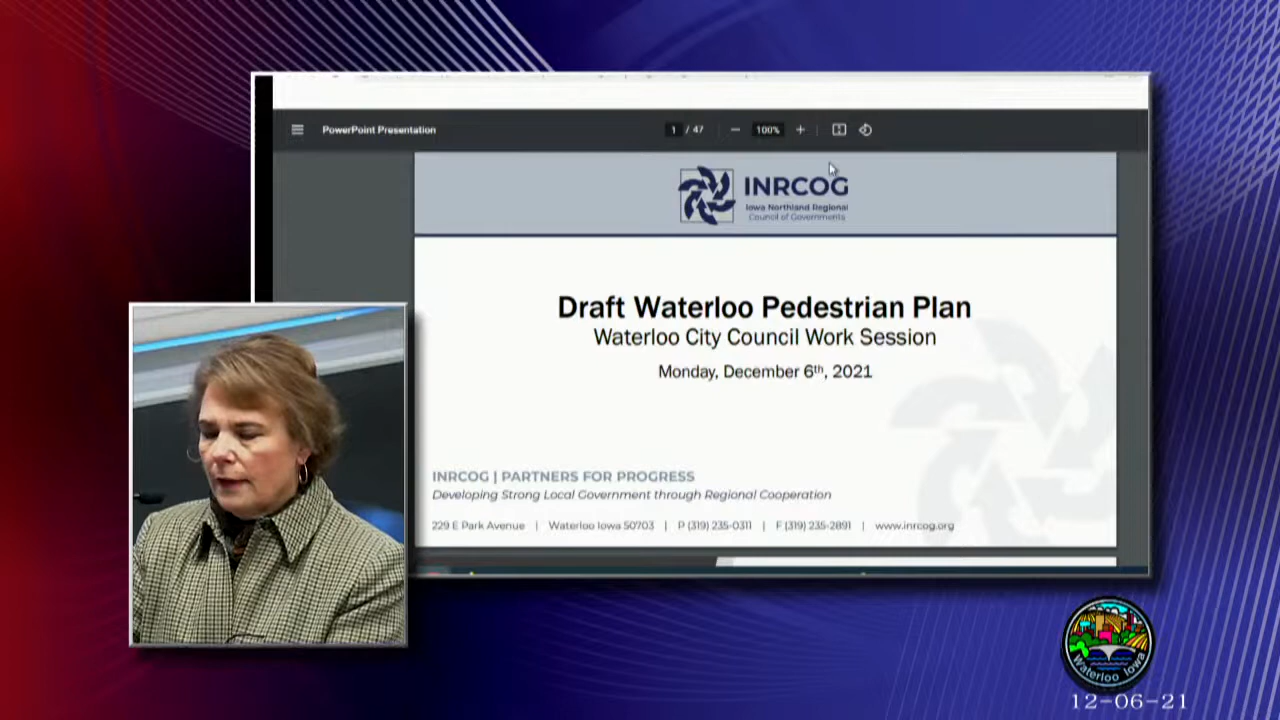 PowerPoint Presentation
1 / 47
100%
INRCOG
Iowa Northland Regional
Council of Governments
Draft Waterloo Pedestrian Plan
Waterloo City Council Work Session
Monday, December 6th, 2021
INRCOG | PARTNERS FOR PROGRESS
Developing Strong Local Government through Regional Cooperation
229 E Park Avenue | Waterloo Iowa 50703 | P (319) 235-0311 | F (319) 235-2891 | www.inrcog.org
Waterloo Iowa
12-06-21